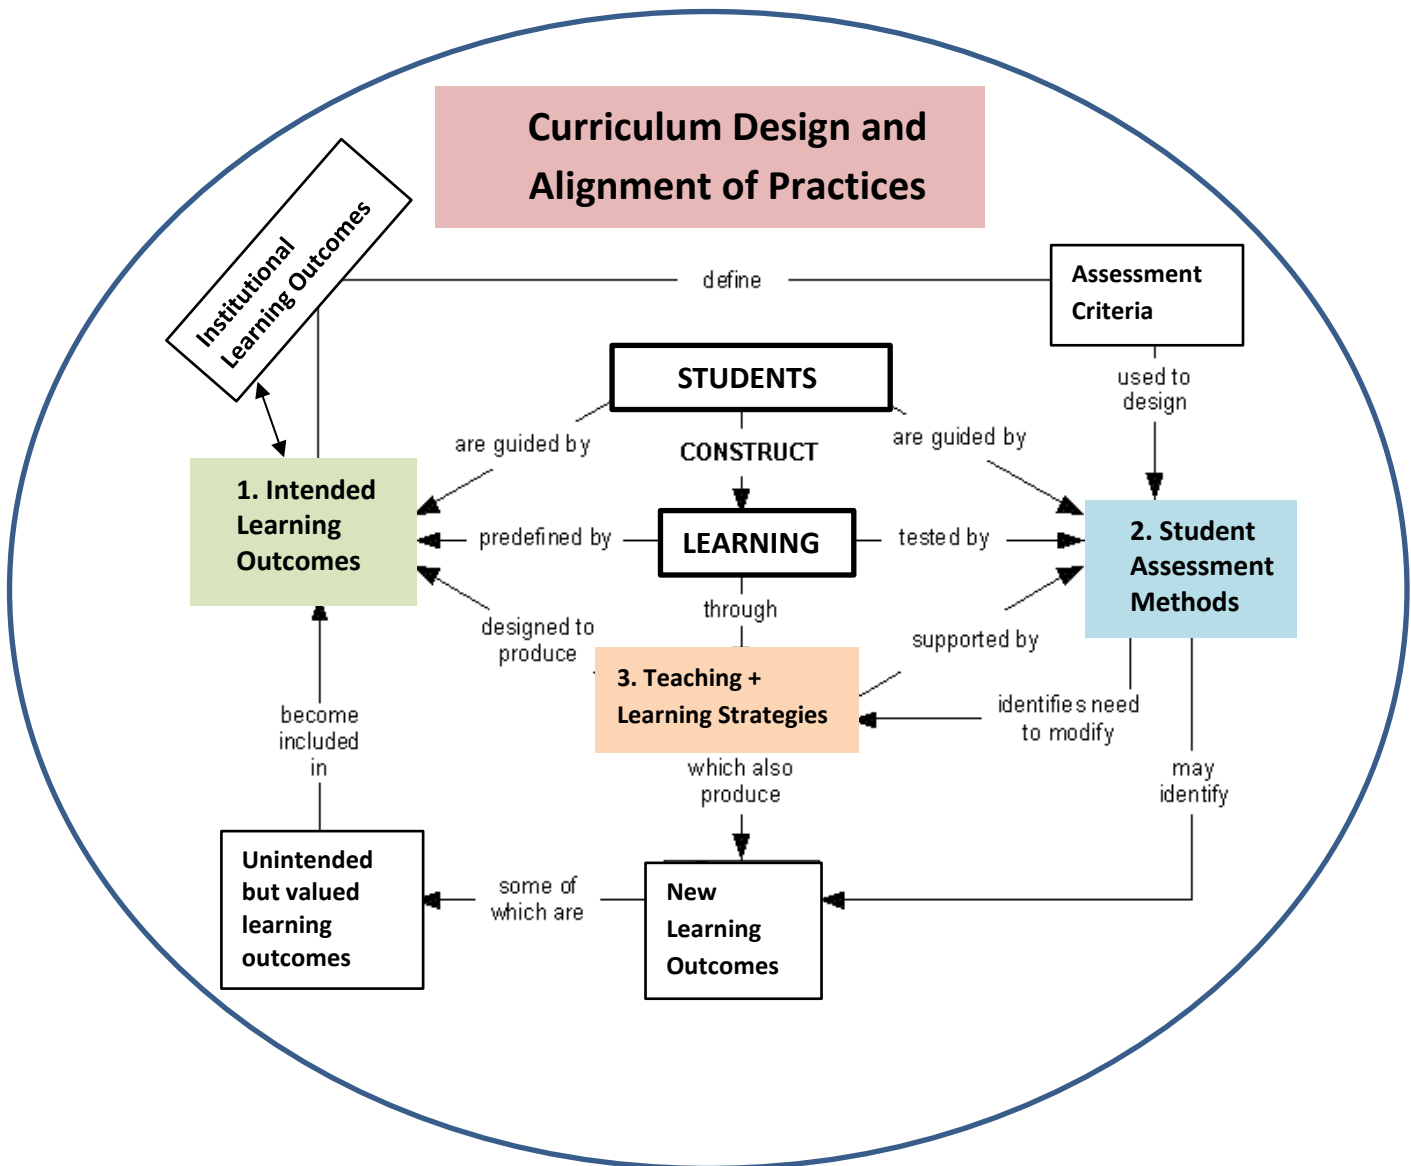 Curriculum Design and
Alignment of Practices
Institutional
Learning Outcomes
define
Assessment
Criteria
STUDENTS
used to
design
are guided by
CONSTRUCT
are guided by
1. Intended
Learning
Outcomes
predefined by
LEARNING
tested by
2. Student
Assessment
Methods
through
designed to
produce
supported by
3. Teaching +
Learning Strategies
identifies need
to modify
become
included
in
which also
produce
may
identify
Unintended
but valued
learning
outcomes
some of
which are
New
Learning
Outcomes